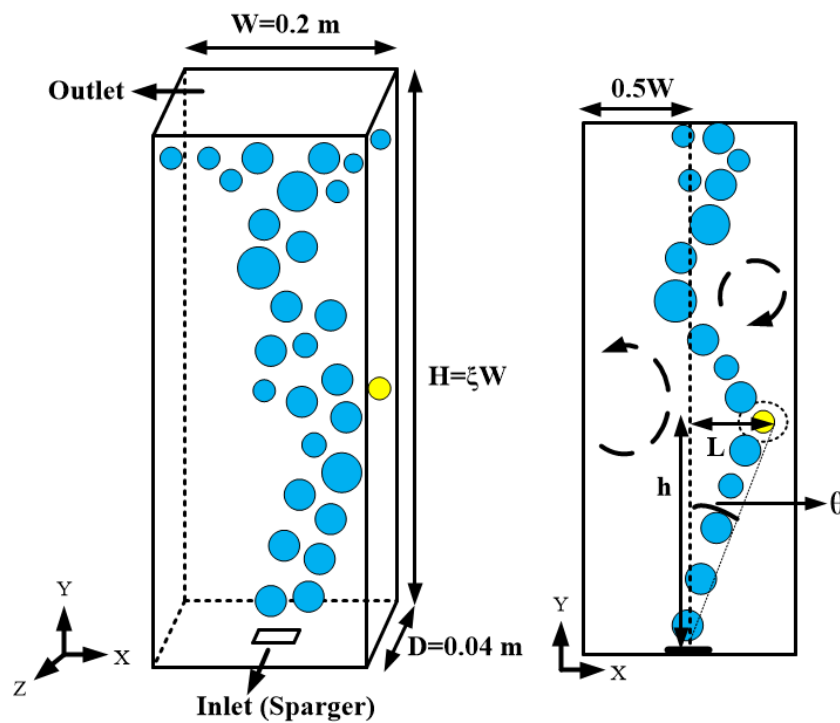 W=0.2 m
Outlet
0.5W
H=ξW
L
h
θ
Y
X
Z
D=0.04 m
Inlet (Sparger)
Y
X